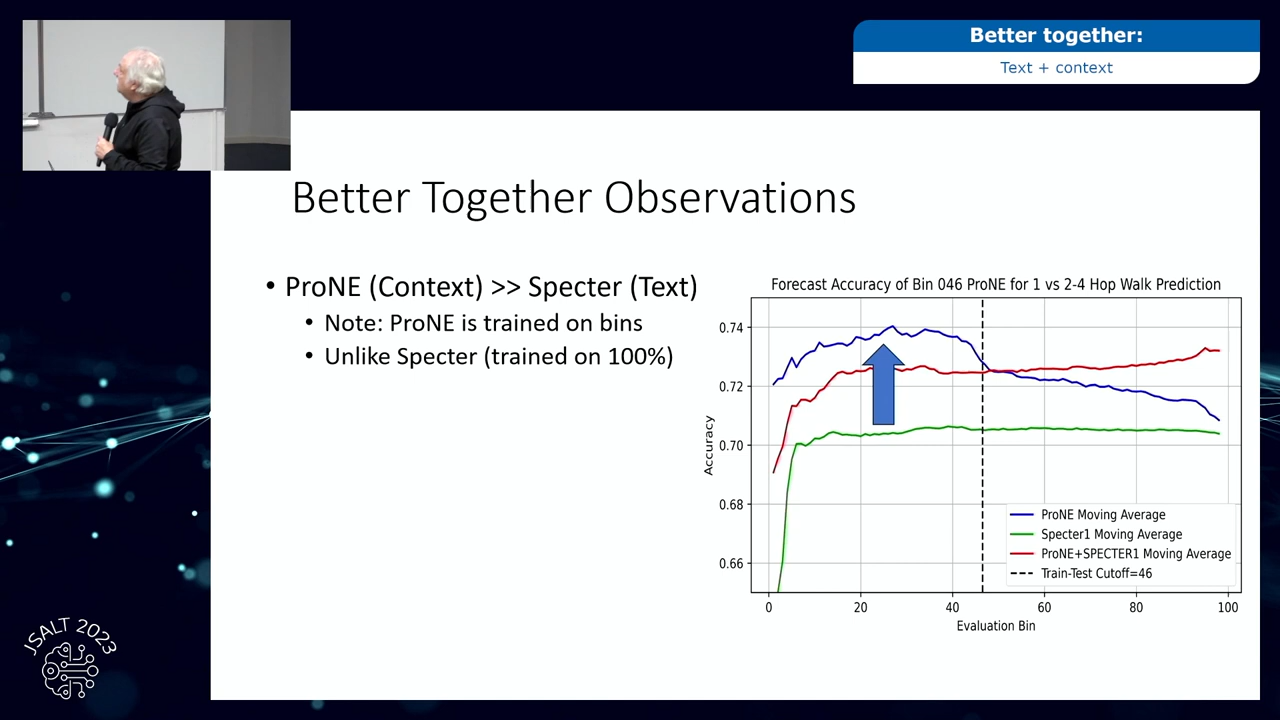 Better together:
Text + context
Better Together Observations
• ProNE (Context) >> Specter (Text)
• Note: ProNE is trained on bins
• Unlike Specter (trained on 100%)
Forecast Accuracy of Bin 046 ProNE for 1 vs 2-4 Hop Walk Prediction
0.74
0.72
0.70
0.68
0.66
Accuracy
ProNE Moving Average
Specter1 Moving Average
ProNE+SPECTER1 Moving Average
Train-Test Cutoff=46
0 20 40 60 80 100
Evaluation Bin
JSALT 2023